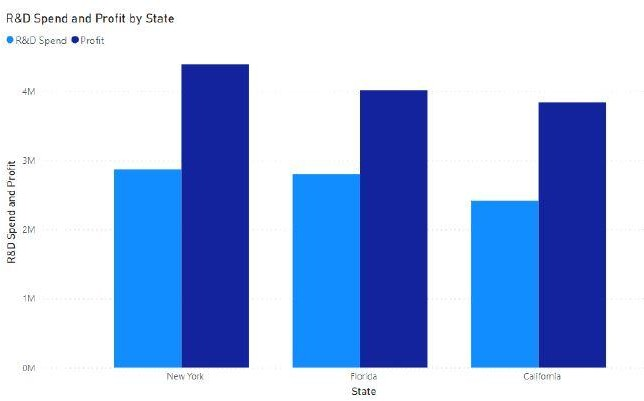 R&D Spend and Profit by State
R&D Spend Profit
4M
3M
2M
1M
0M
R&D Spend and Profit
New York Florida California
State